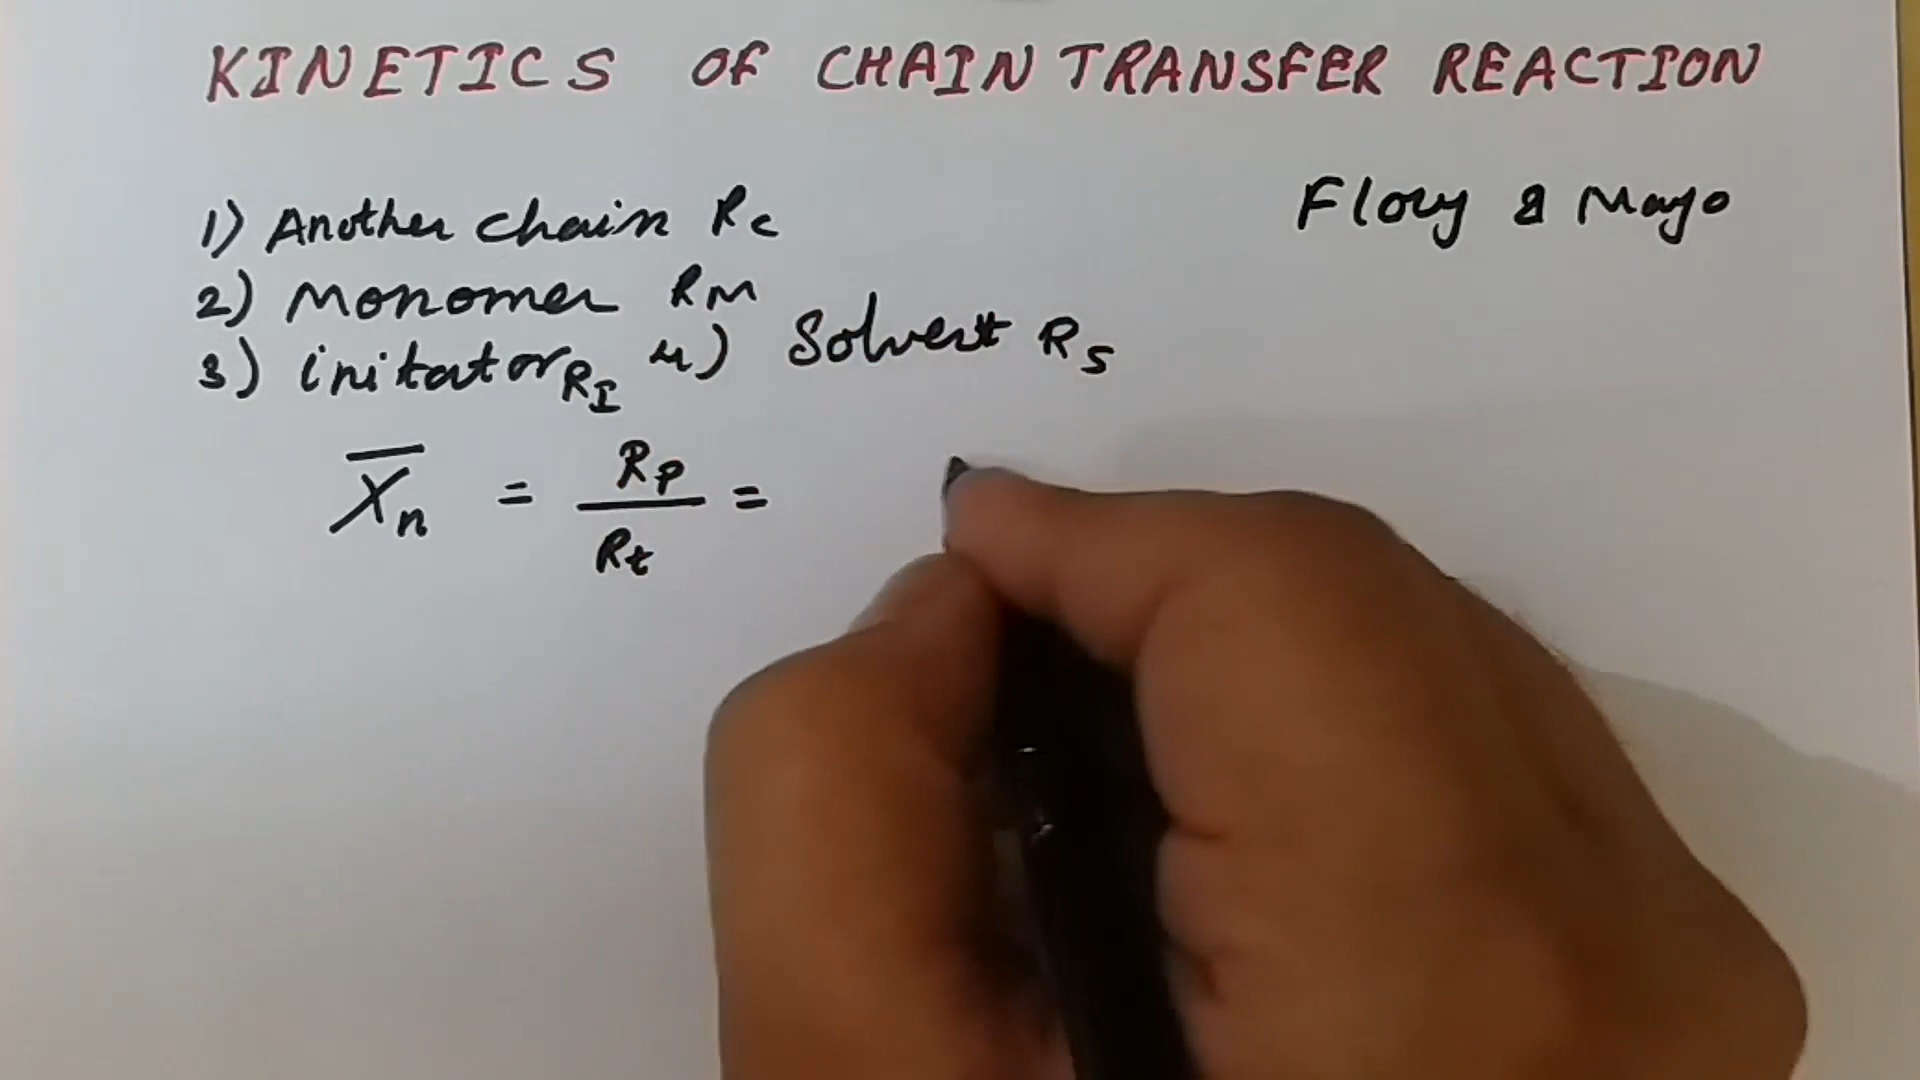 KINETICS OF CHAIN TRANSFER REACTION
Flory & Mayo
1) Another chain Rc
2) Monomer RM
3) initator RI 4) Solvent RS
X̄n = Rp / Rt =